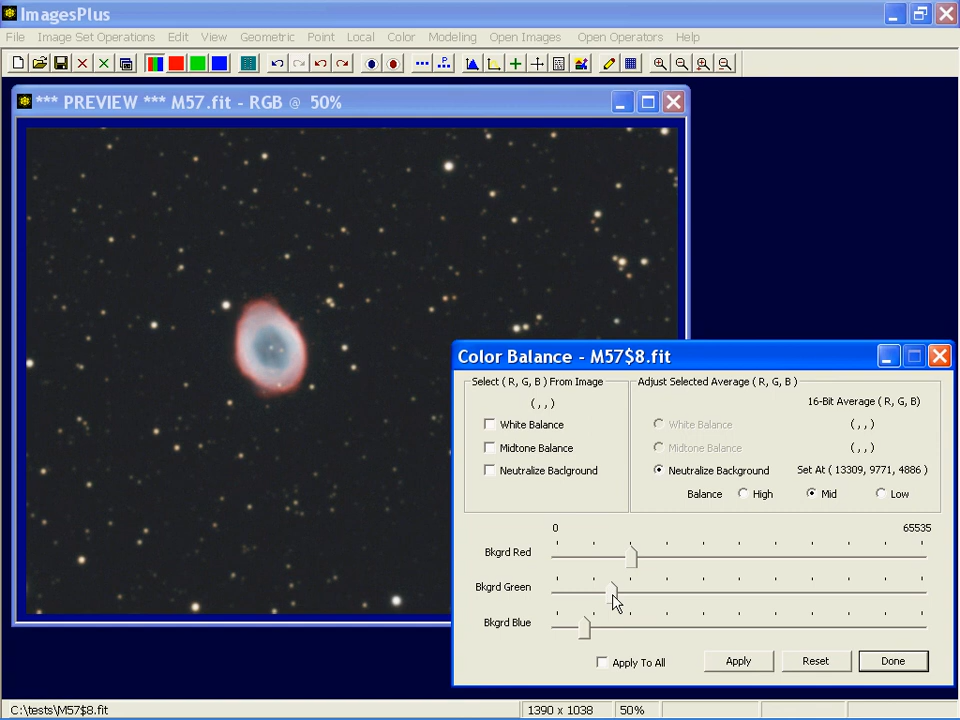 ImagesPlus
File Image Set Operations Edit View Geometric Point Local Color Modeling Open Images Open Operators Help
*** PREVIEW *** M57.fit - RGB @ 50%
Color Balance - M57$8.fit
Select ( R, G, B ) From Image
Adjust Selected Average ( R, G, B )
( , , )
16-Bit Average ( R, G, B)
White Balance
White Balance
( , , )
Midtone Balance
Midtone Balance
( , , )
Neutralize Baclground
Neutralize Background
Set At ( 13309, 9771, 4886 )
Balance High Mid Low
0 65535
Bkgrd Red
Bkgrd Green
Bkgrd Blue
Apply To All Apply Reset Done
C:\tests\M57$8.fit 1390 x 1038 50%